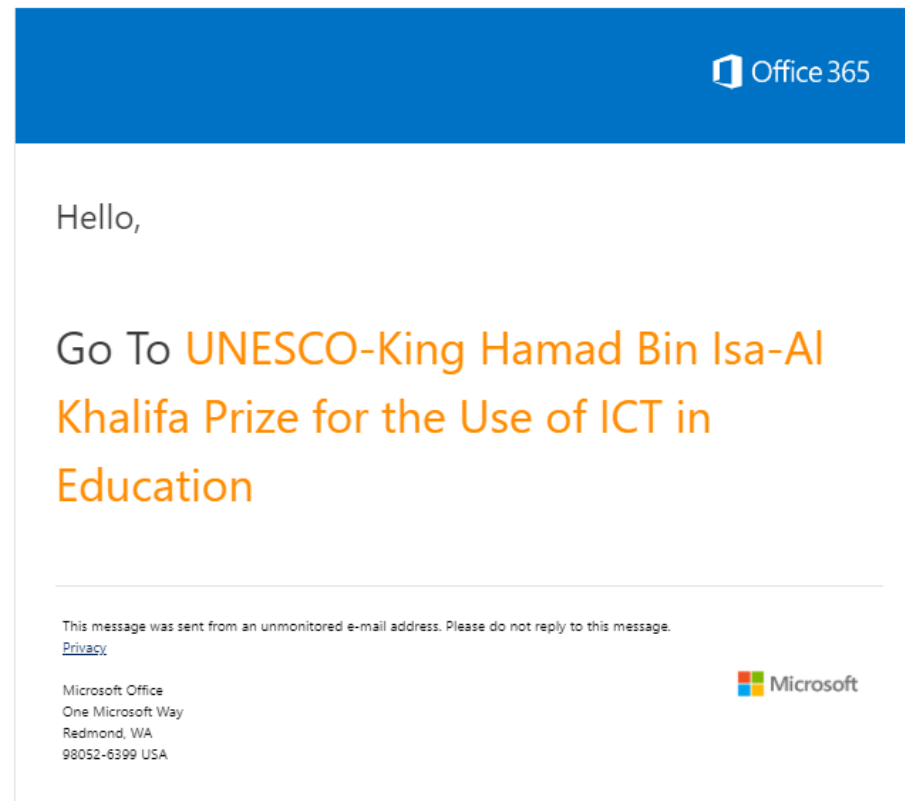 Office 365
Hello,
Go To UNESCO-King Hamad Bin Isa-Al
Khalifa Prize for the Use of ICT in
Education
This message was sent from an unmonitored e-mail address. Please do not reply to this message.
Privacy
Microsoft Office
One Microsoft Way
Redmond, WA
98052-6399 USA
Microsoft